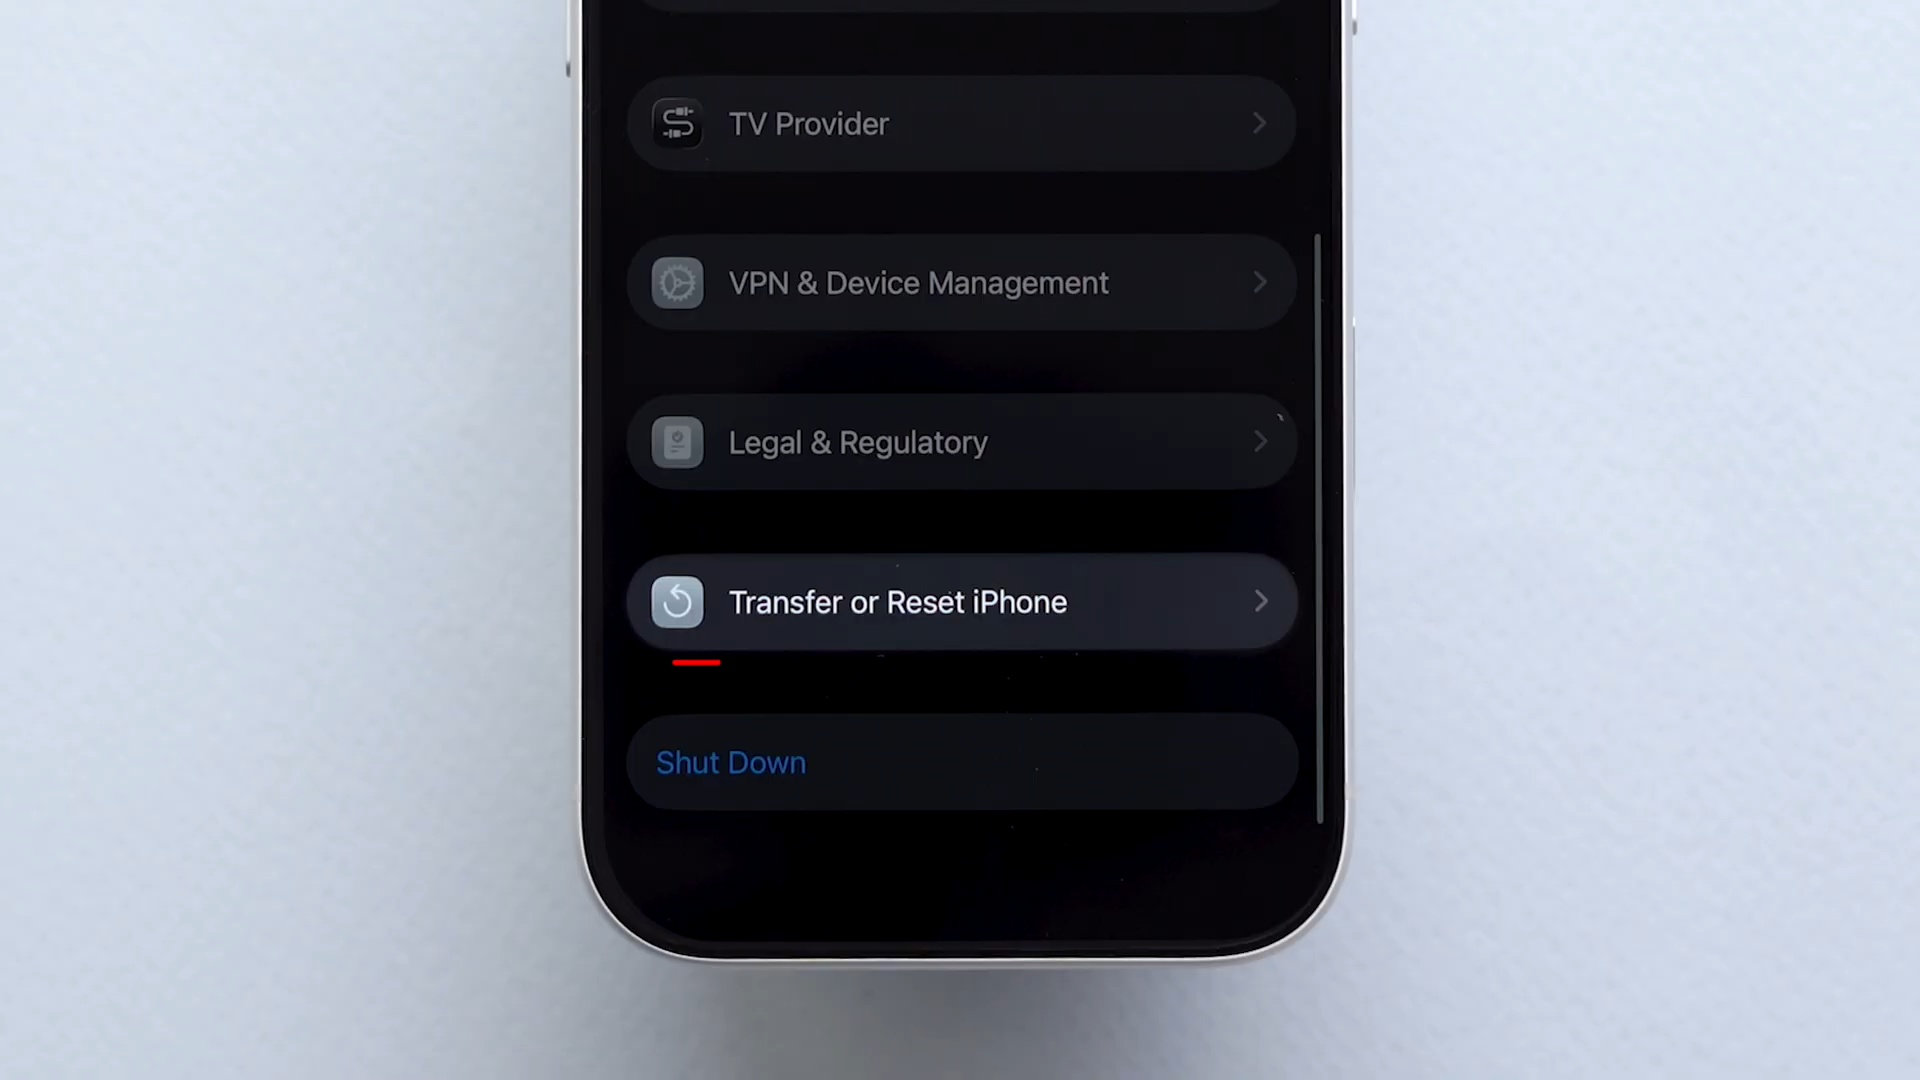 TV Provider
VPN & Device Management
Legal & Regulatory
Transfer or Reset iPhone
Shut Down